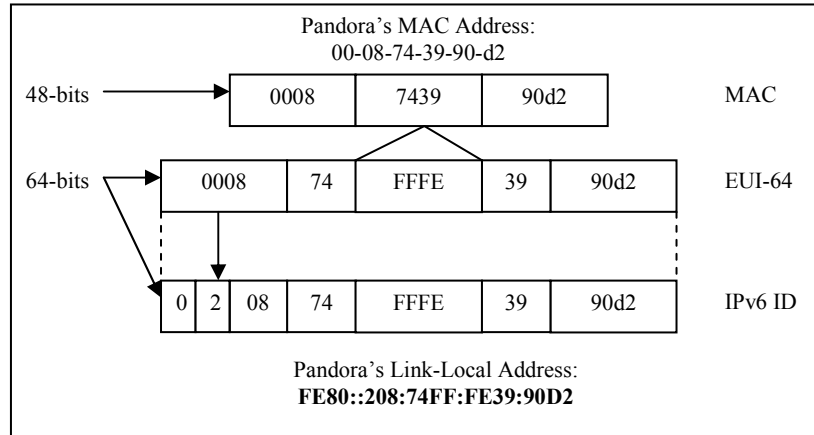 Pandora’s MAC Address:
00-08-74-39-90-d2
48-bits 0008 7439 90d2 MAC
64-bits 0008 74 FFFE 39 90d2 EUI-64
0 2 08 74 FFFE 39 90d2 IPv6 ID
Pandora’s Link-Local Address:
FE80::208:74FF:FE39:90D2